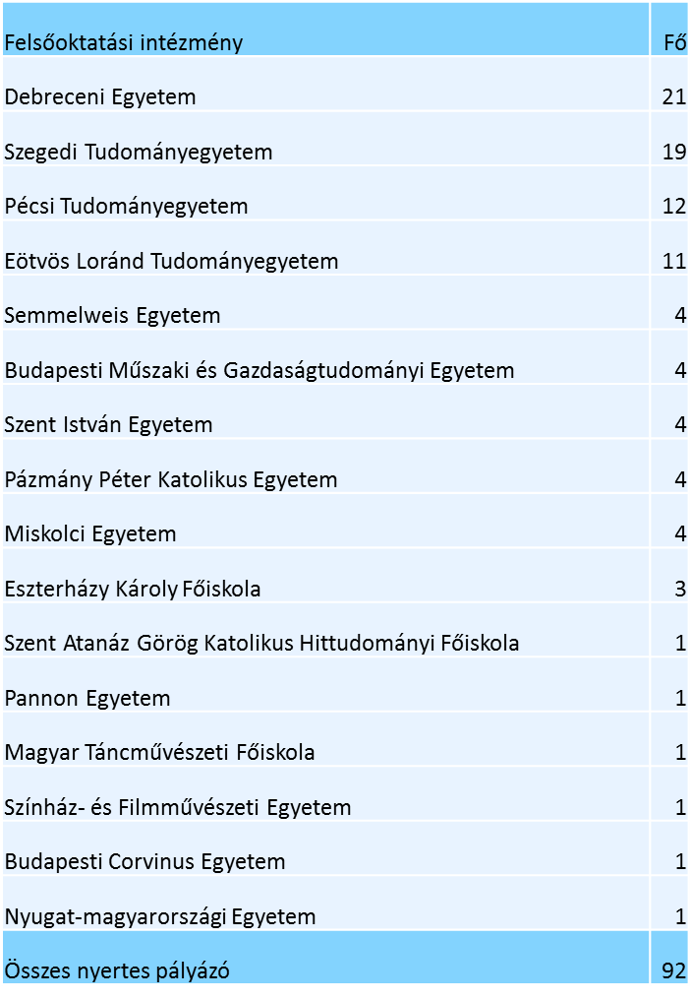 Felsőoktatási intézmény Fő
Debreceni Egyetem 21
Szegedi Tudományegyetem 19
Pécsi Tudományegyetem 12
Eötvös Loránd Tudományegyetem 11
Semmelweis Egyetem 4
Budapesti Műszaki és Gazdaságtudományi Egyetem 4
Szent István Egyetem 4
Pázmány Péter Katolikus Egyetem 4
Miskolci Egyetem 4
Eszterházy Károly Főiskola 3
Szent Atanáz Görög Katolikus Hittudományi Főiskola 1
Pannon Egyetem 1
Magyar Táncművészeti Főiskola 1
Színház- és Filmművészeti Egyetem 1
Budapesti Corvinus Egyetem 1
Nyugat-magyarországi Egyetem 1
Összes nyertes pályázó 92